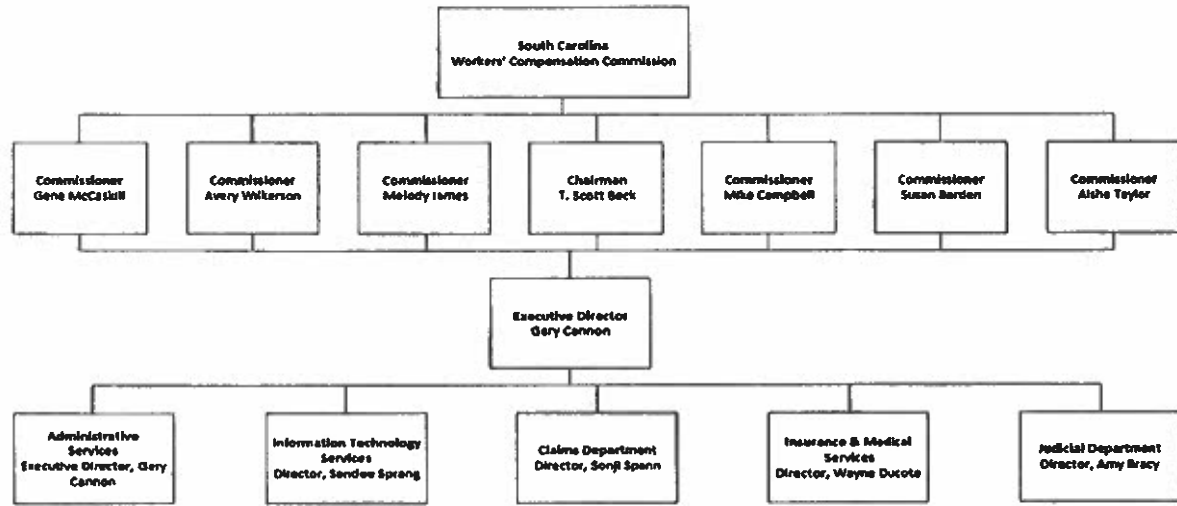 South Carolina
Workers' Compensation Commission
Commissioner
Gene McCaskill
Commissioner
Avery Wilkerson
Commissioner
Melody James
Chairman
T. Scott Beck
Commissioner
Mike Campbell
Commissioner
Susan Barden
Commissioner
Aisha Taylor
Executive Director
Gary Cannon
Administrative
Services
Executive Director, Gary
Cannon
Information Technology
Services
Director, Sprang
Claims Department
Director, Sonji Spann
Insurance & Medical
Services
Director, Wayne Ducote
Judicial Department
Director, Amy Bracy